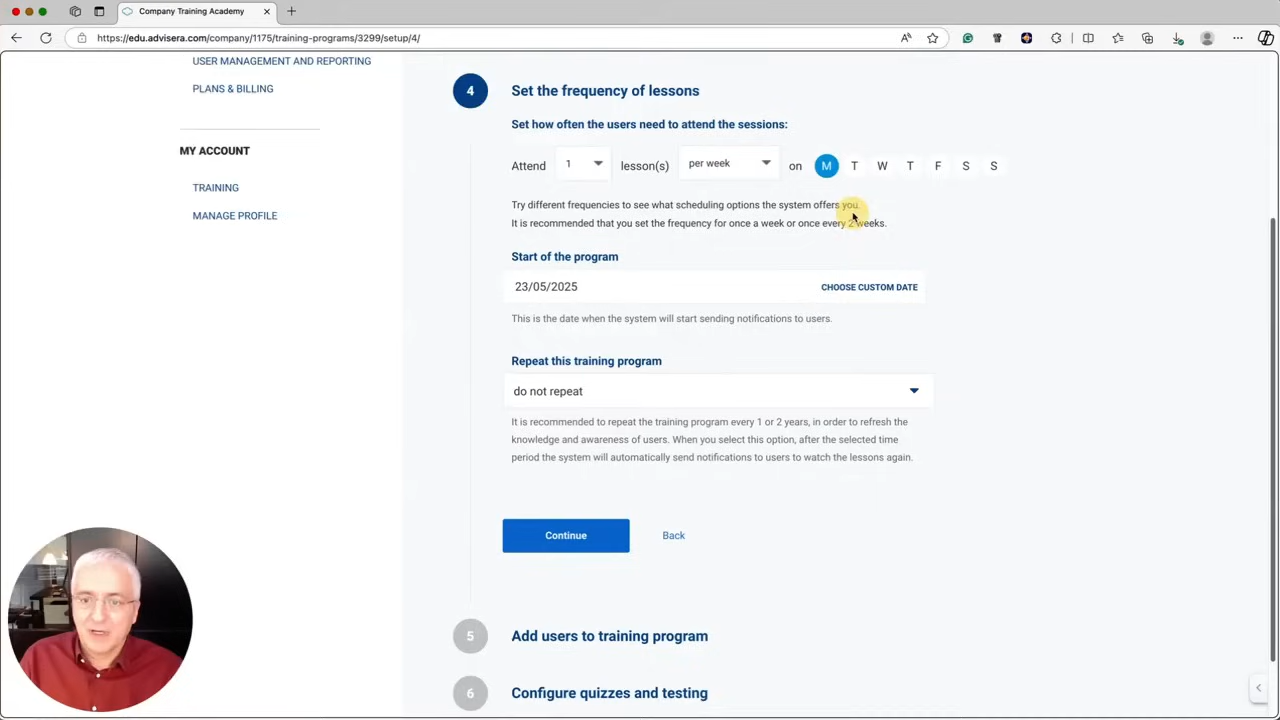 Company Training Academy
https://edu.advisera.com/company/1175/training-programs/3299/setup/4/
USER MANAGEMENT AND REPORTING
PLANS & BILLING
MY ACCOUNT
TRAINING
MANAGE PROFILE
4 Set the frequency of lessons
Set how often the users need to attend the sessions:
Attend 1 lesson(s) per week on M T W T F S S
Try different frequencies to see what scheduling options the system offers you.
It is recommended that you set the frequency for once a week or once every 2 weeks.
Start of the program
23/05/2025 CHOOSE CUSTOM DATE
This is the date when the system will start sending notifications to users.
Repeat this training program
do not repeat
It is recommended to repeat the training program every 1 or 2 years, in order to refresh the
knowledge and awareness of users. When you select this option, after the selected time
period the system will automatically send notifications to users to watch the lessons again.
Continue Back
5 Add users to training program
6 Configure quizzes and testing